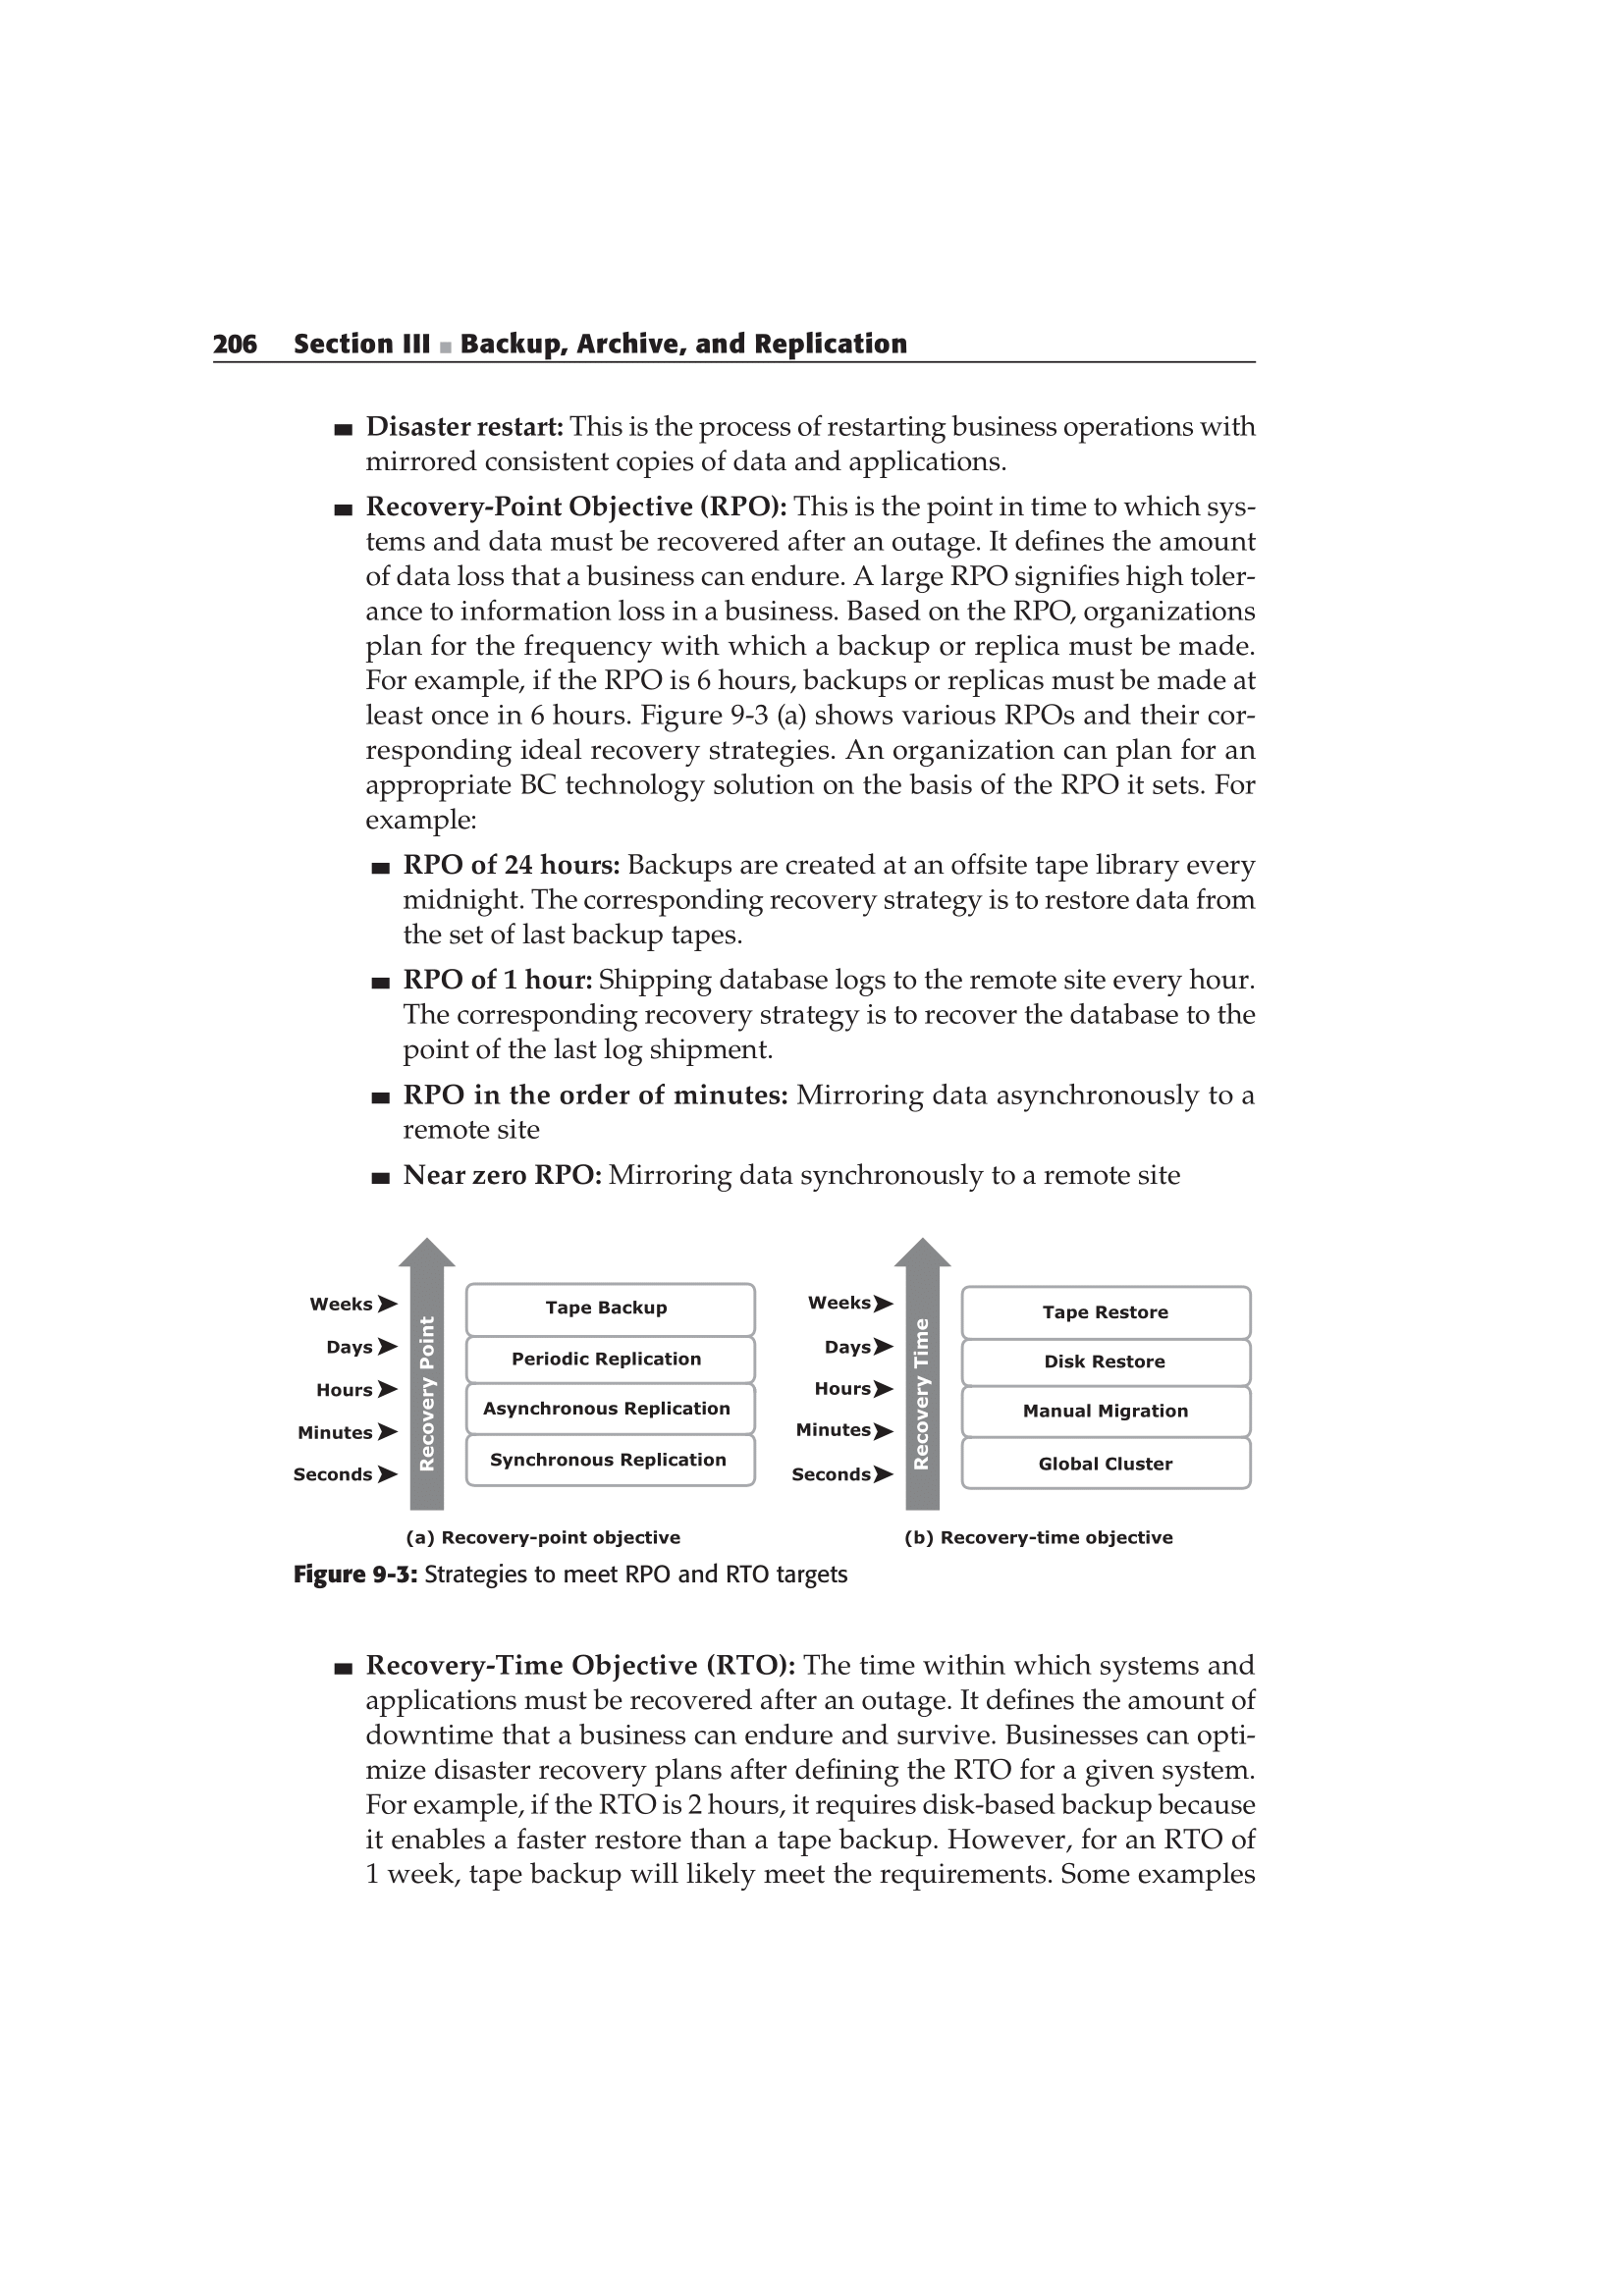 206 Section III ■ Backup, Archive, and Replication
■ Disaster restart: This is the process of restarting business operations with
mirrored consistent copies of data and applications.
■ Recovery-Point Objective (RPO): This is the point in time to which sys-
tems and data must be recovered after an outage. It defines the amount
of data loss that a business can endure. A large RPO signifies high toler-
ance to information loss in a business. Based on the RPO, organizations
plan for the frequency with which a backup or replica must be made.
For example, if the RPO is 6 hours, backups or replicas must be made at
least once in 6 hours. Figure 9-3 (a) shows various RPOs and their cor-
responding ideal recovery strategies. An organization can plan for an
appropriate BC technology solution on the basis of the RPO it sets. For
example:
■ RPO of 24 hours: Backups are created at an offsite tape library every
midnight. The corresponding recovery strategy is to restore data from
the set of last backup tapes.
■ RPO of 1 hour: Shipping database logs to the remote site every hour.
The corresponding recovery strategy is to recover the database to the
point of the last log shipment.
■ RPO in the order of minutes: Mirroring data asynchronously to a
remote site
■ Near zero RPO: Mirroring data synchronously to a remote site
Weeks
Days
Hours
Minutes
Seconds
Recovery Point
Tape Backup
Periodic Replication
Asynchronous Replication
Synchronous Replication
(a) Recovery-point objective
Weeks
Days
Hours
Minutes
Seconds
Recovery Time
Tape Restore
Disk Restore
Manual Migration
Global Cluster
(b) Recovery-time objective
Figure 9-3: Strategies to meet RPO and RTO targets
■ Recovery-Time Objective (RTO): The time within which systems and
applications must be recovered after an outage. It defines the amount of
downtime that a business can endure and survive. Businesses can opti-
mize disaster recovery plans after defining the RTO for a given system.
For example, if the RTO is 2 hours, it requires disk-based backup because
it enables a faster restore than a tape backup. However, for an RTO of
1 week, tape backup will likely meet the requirements. Some examples